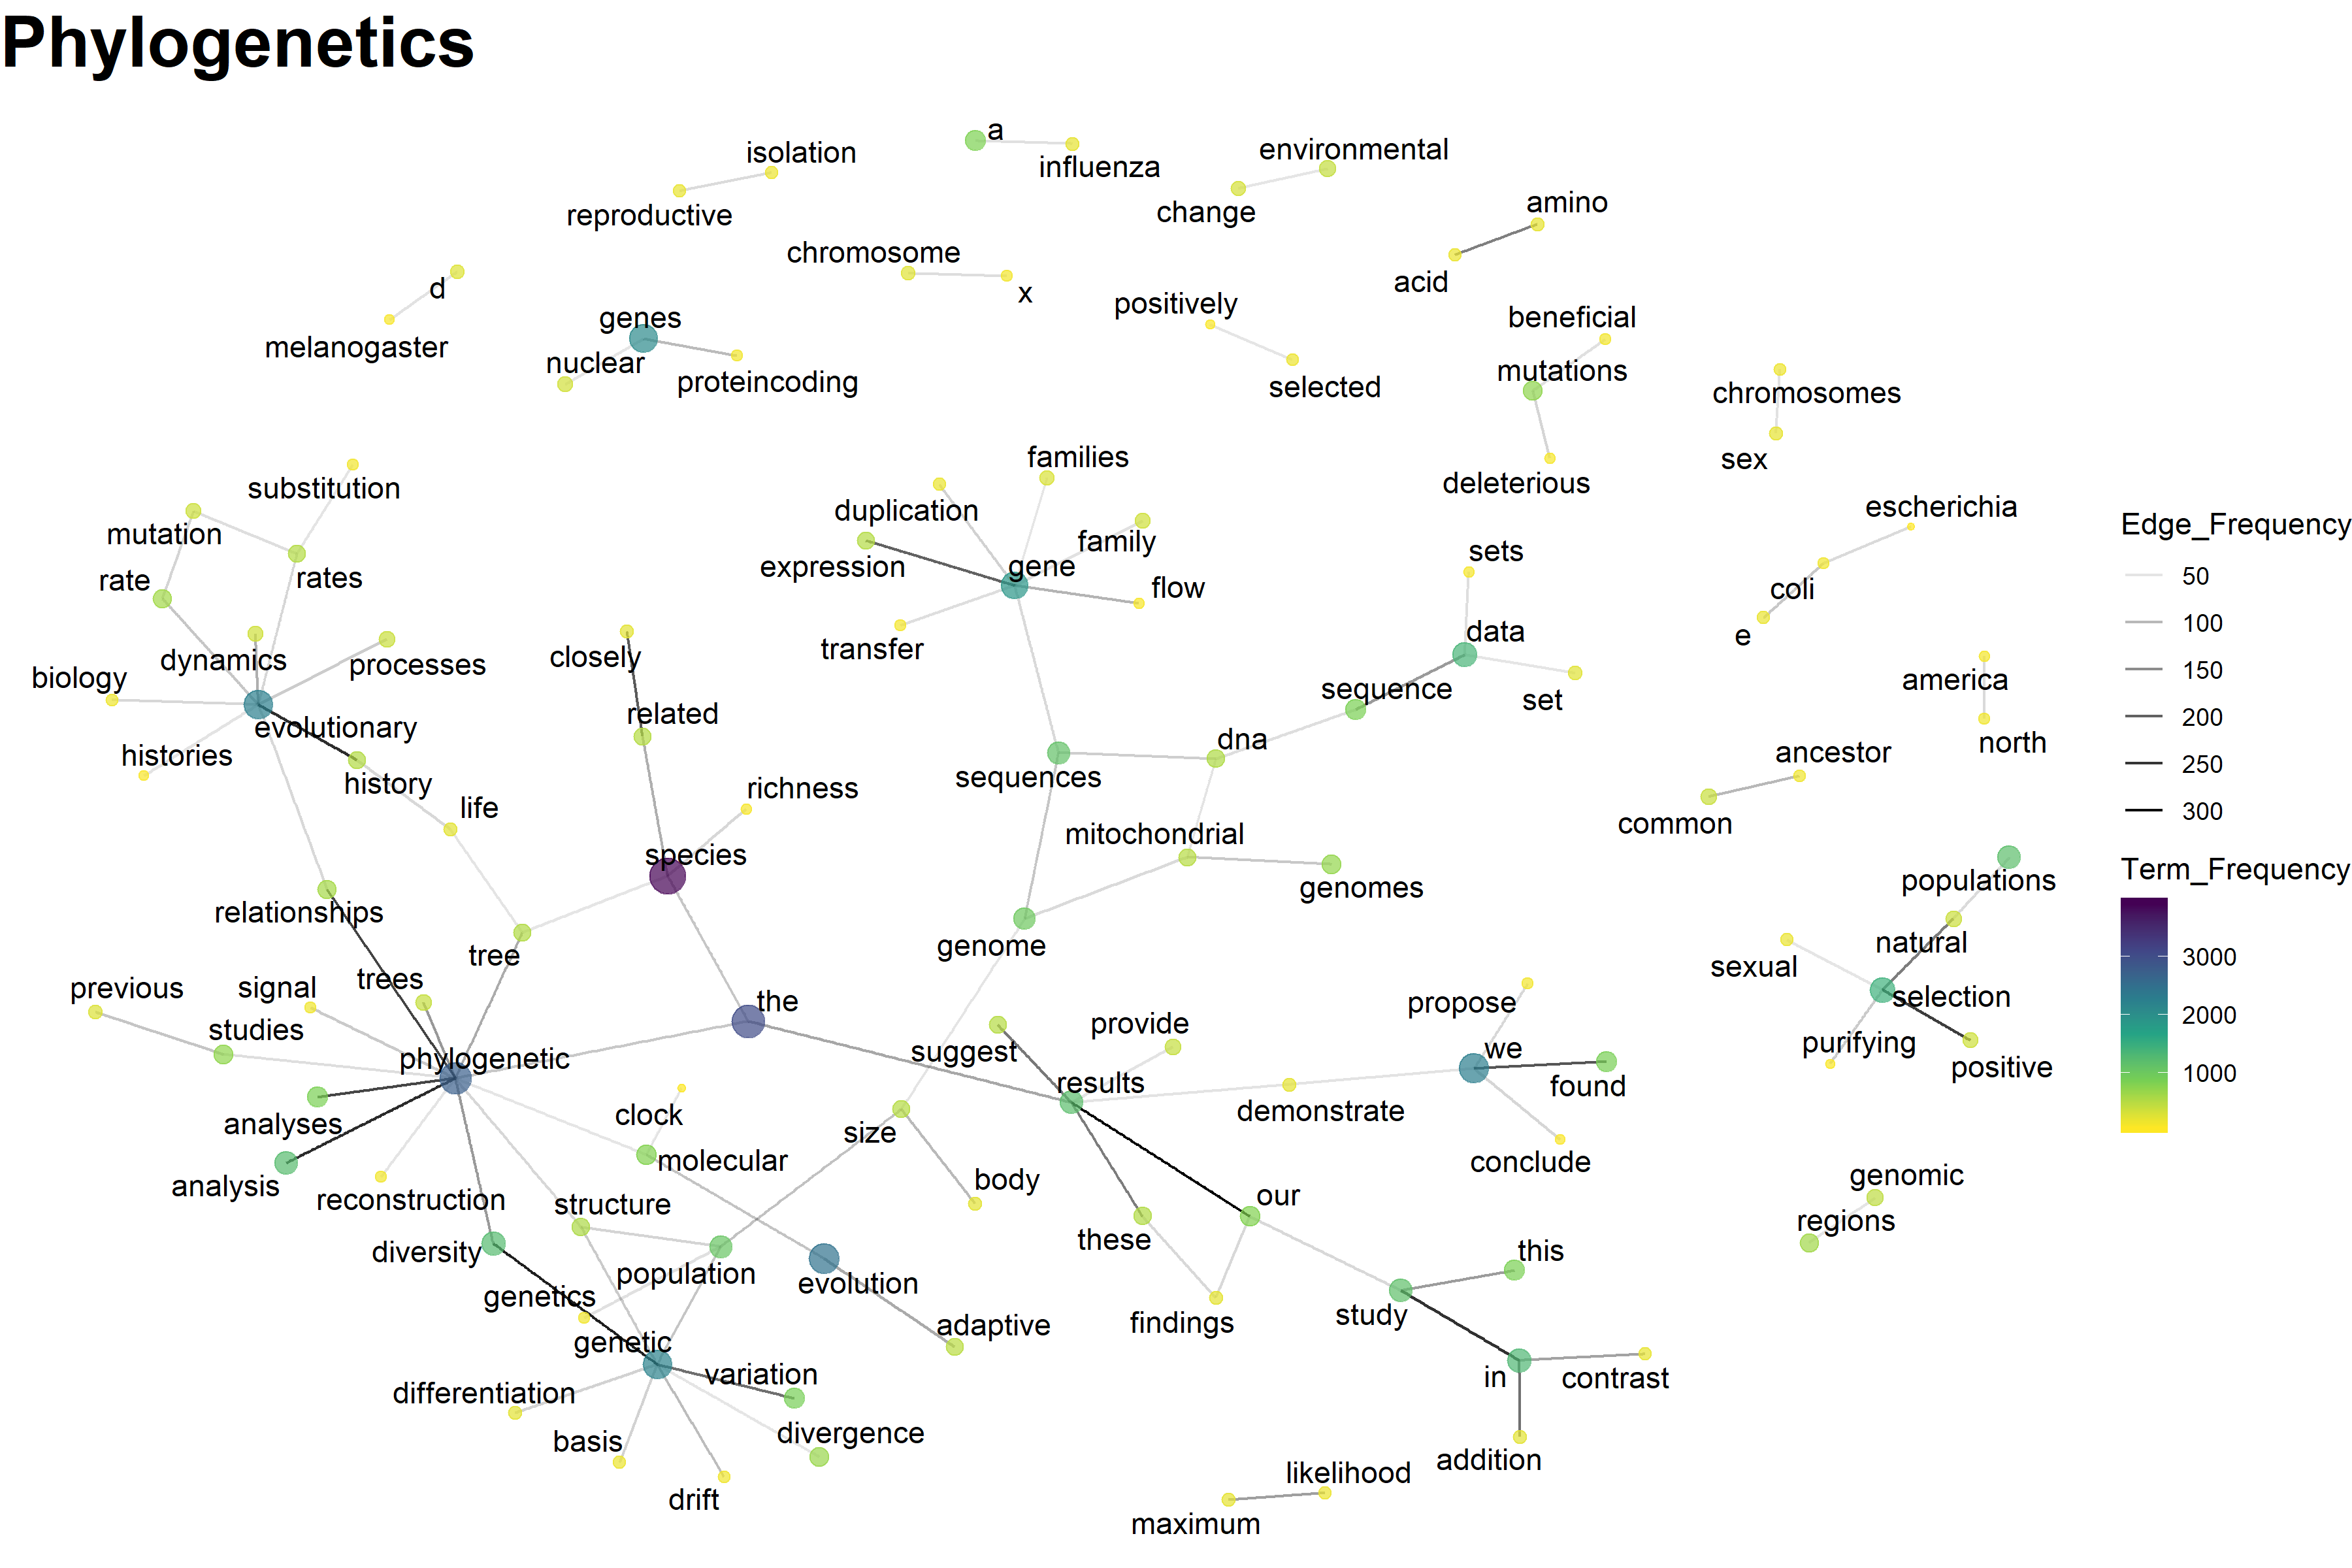 Phylogenetics
a
isolation
influenza
environmental
reproductive
change
amino
chromosome
acid
d
x
positively
genes
beneficial
melanogaster
nuclear
mutations
proteincoding
selected
chromosomes
families
sex
substitution
deleterious
duplication
escherichia
mutation
family
Edge_Frequency
sets
expression
gene
rate
rates
flow
coli
50
100
data
e
transfer
closely
dynamics
processes
150
biology
america
sequence
set
related
200
evolutionary
dna
north
histories
ancestor
250
sequences
history
richness
life
300
common
mitochondrial
species
Term_Frequency
populations
genomes
relationships
natural
genome
tree
3000
sexual
trees
previous
signal
the
propose
selection
2000
provide
studies
purifying
suggest
we
phylogenetic
positive
1000
results
found
clock
demonstrate
analyses
size
molecular
conclude
genomic
body
analysis
our
reconstruction
structure
regions
these
diversity
this
population
evolution
genetics
study
findings
adaptive
genetic
variation
in
contrast
differentiation
divergence
basis
addition
likelihood
drift
maximum